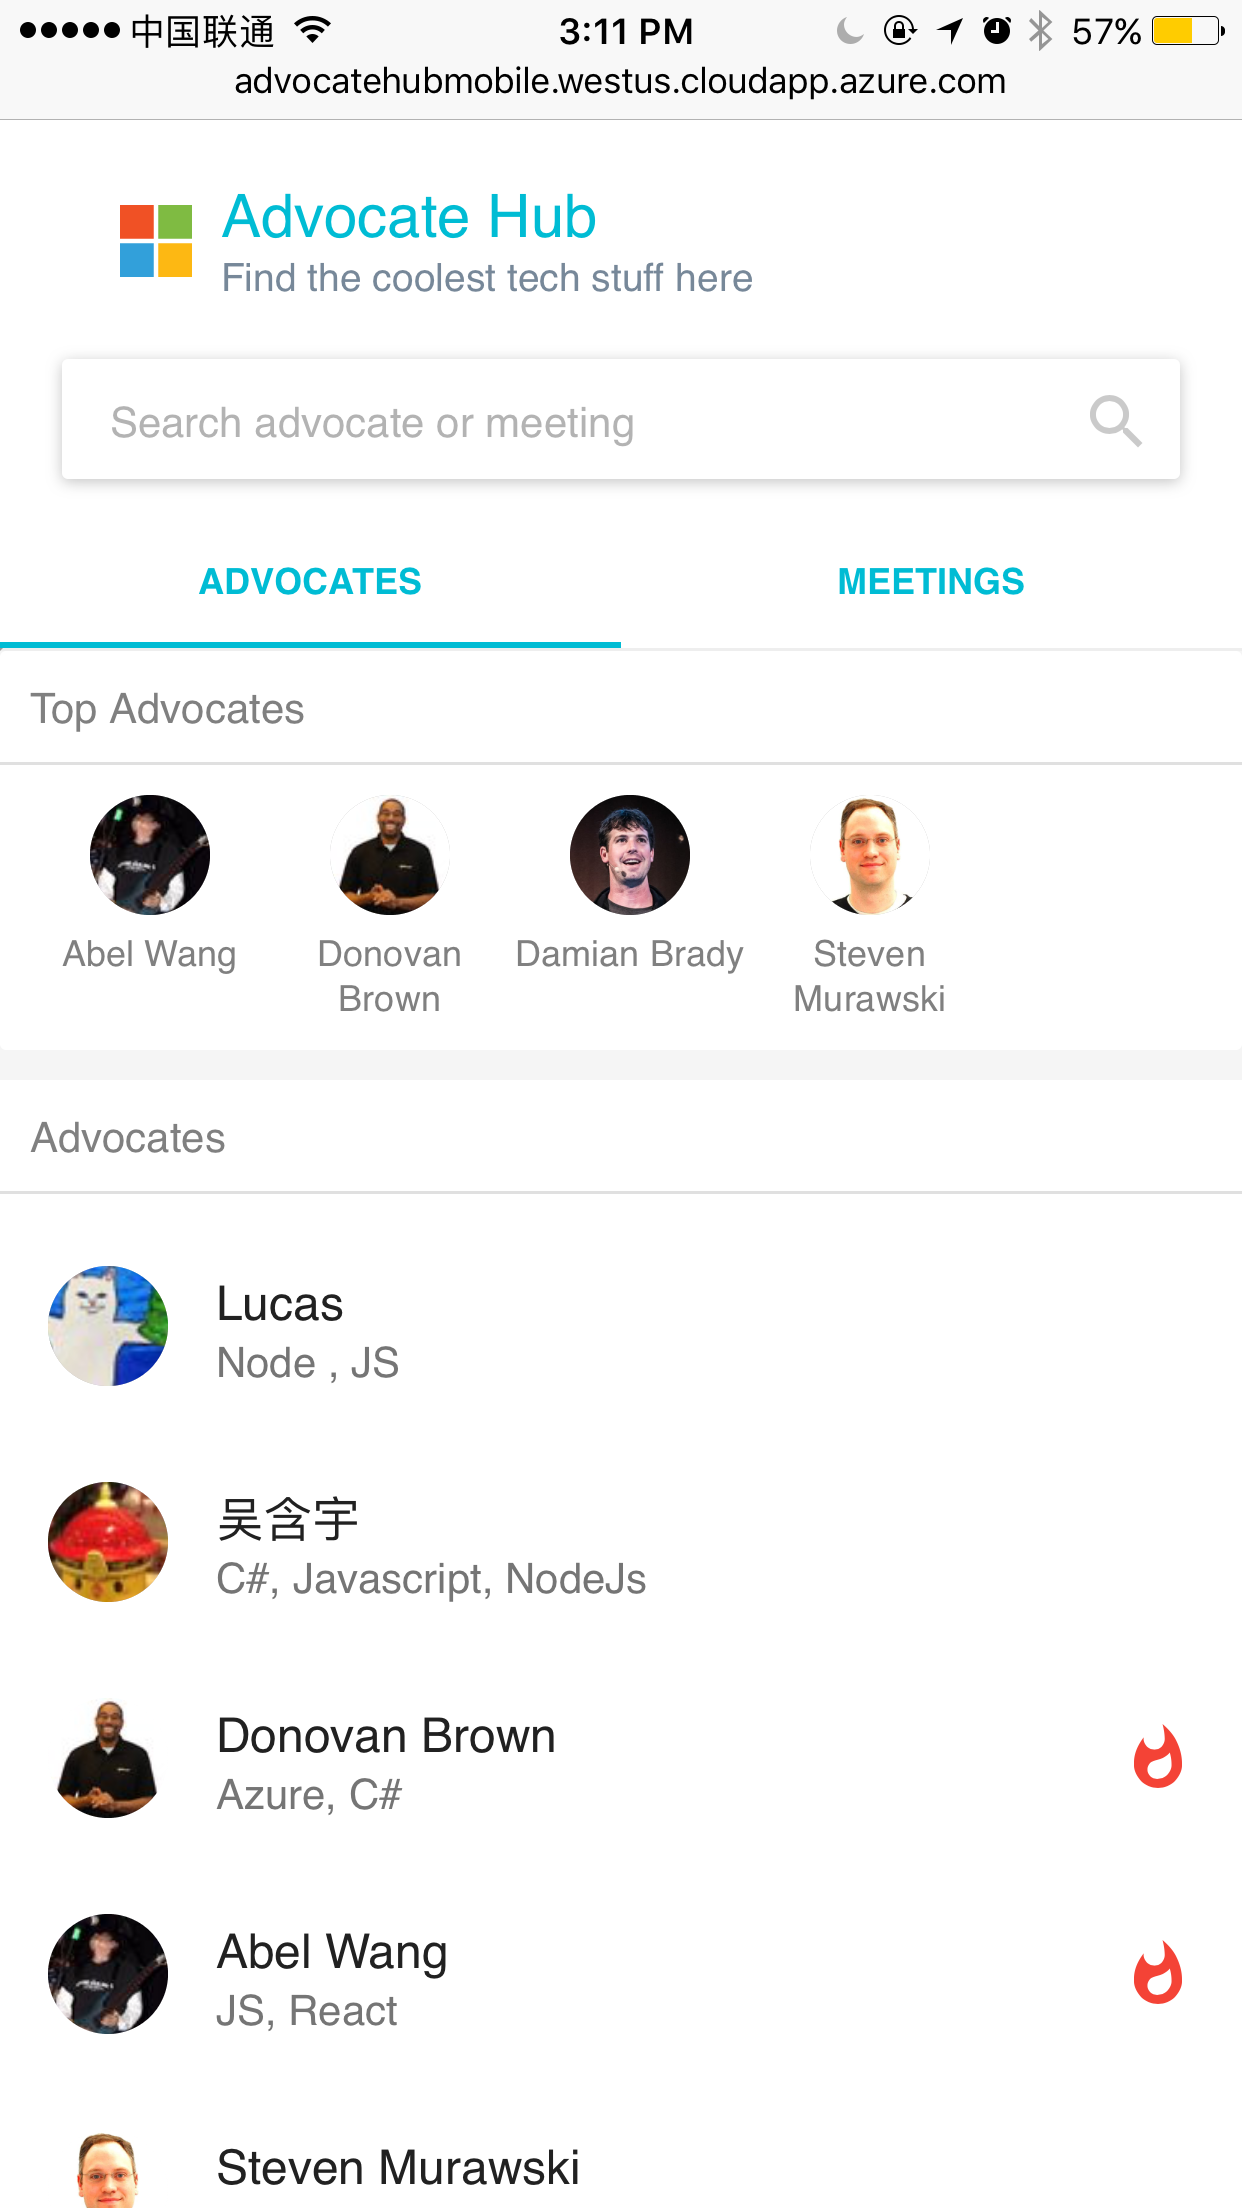 中国联通 3:11 PM 57%
advocatehubmobile.westus.cloudapp.azure.com
Advocate Hub
Find the coolest tech stuff here
Search advocate or meeting
ADVOCATES MEETINGS
Top Advocates
Abel Wang Donovan Damian Brady Steven
Brown Murawski
Advocates
Lucas
Node , JS
吴含宇
C#, Javascript, NodeJs
Donovan Brown
Azure, C#
Abel Wang
JS, React
Steven Murawski